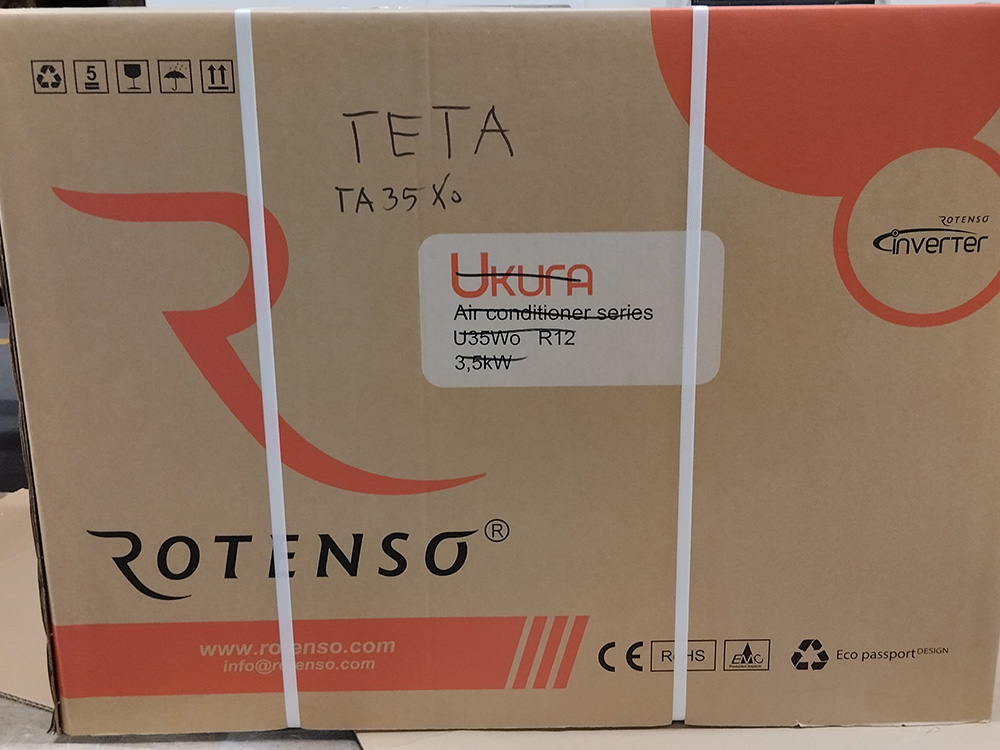 5
TETA
TA35X0
ROTENSO
inverter
Ukura
Air conditioner series
U35Wo R12
3,5kW
ROTENSO®
www.rotenso.com
info@rotenso.com
CE RoHS EMC Eco passport DESIGN